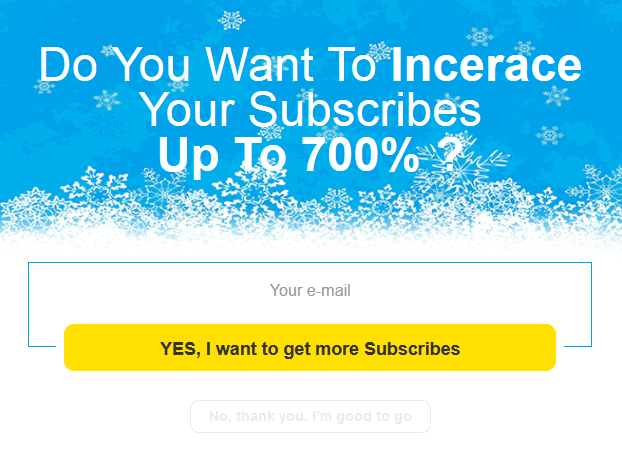 Do You Want To Incerace
Your Subscribes
Up To 700% ?
Your e-mail
YES, I want to get more Subscribes
No, thank you. I'm good to go